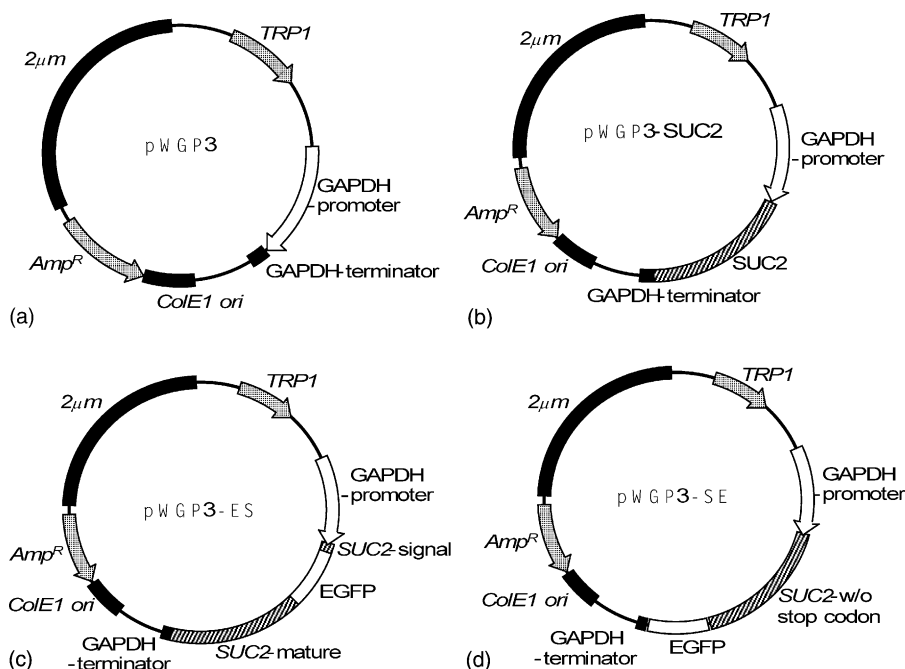 TRP1
2μm
pWGP3
GAPDH
-promoter
Amp^R
GAPDH-terminator
ColE1 ori
(a)
TRP1
2μm
pWGP3-SUC2
GAPDH
-promoter
Amp^R
ColE1 ori
SUC2
GAPDH-terminator
(b)
TRP1
2μm
GAPDH
-promoter
pWGP3-ES
Amp^R
SUC2-signal
EGFP
ColE1 ori
GAPDH
-terminator
SUC2-mature
(c)
TRP1
2μm
GAPDH
-promoter
pWGP3-SE
Amp^R
ColE1 ori
SUC2-w/o
stop codon
GAPDH
-terminator
EGFP
(d)